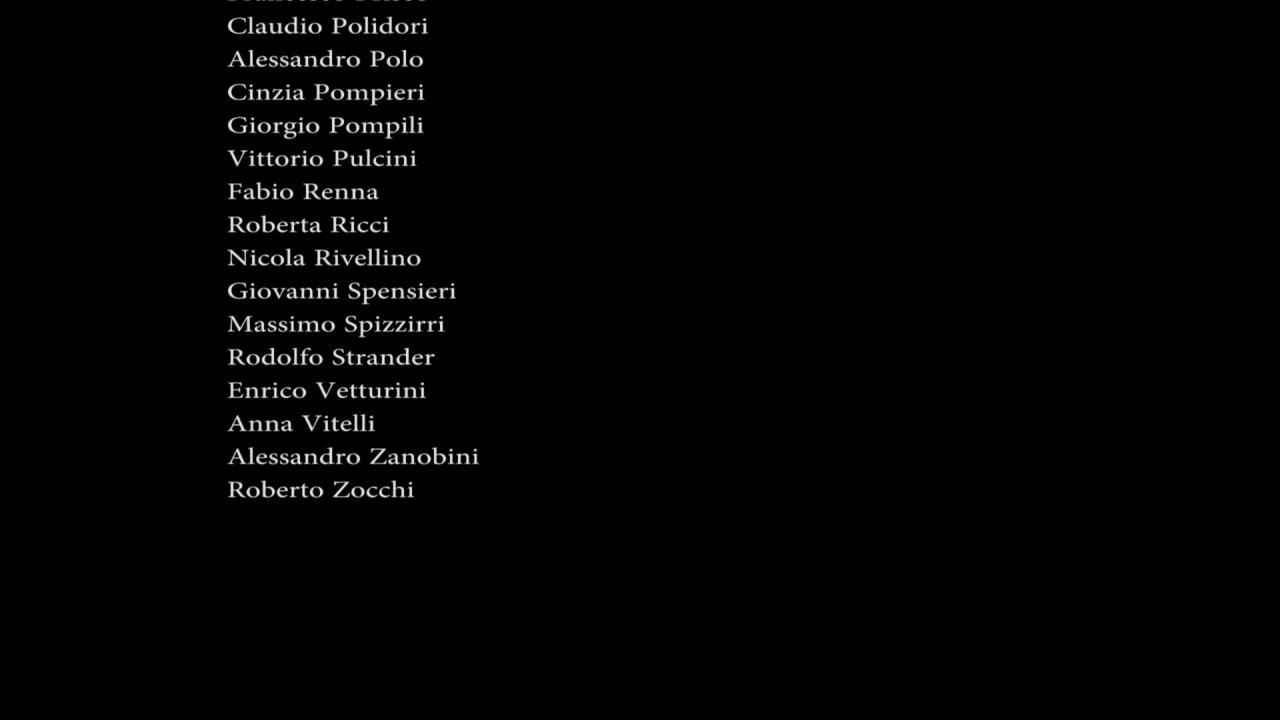 Claudio Polidori
Alessandro Polo
Cinzia Pompieri
Giorgio Pompili
Vittorio Pulcini
Fabio Renna
Roberta Ricci
Nicola Rivellino
Giovanni Spensieri
Massimo Spizzirri
Rodolfo Strander
Enrico Vetturini
Anna Vitelli
Alessandro Zanobini
Roberto Zocchi